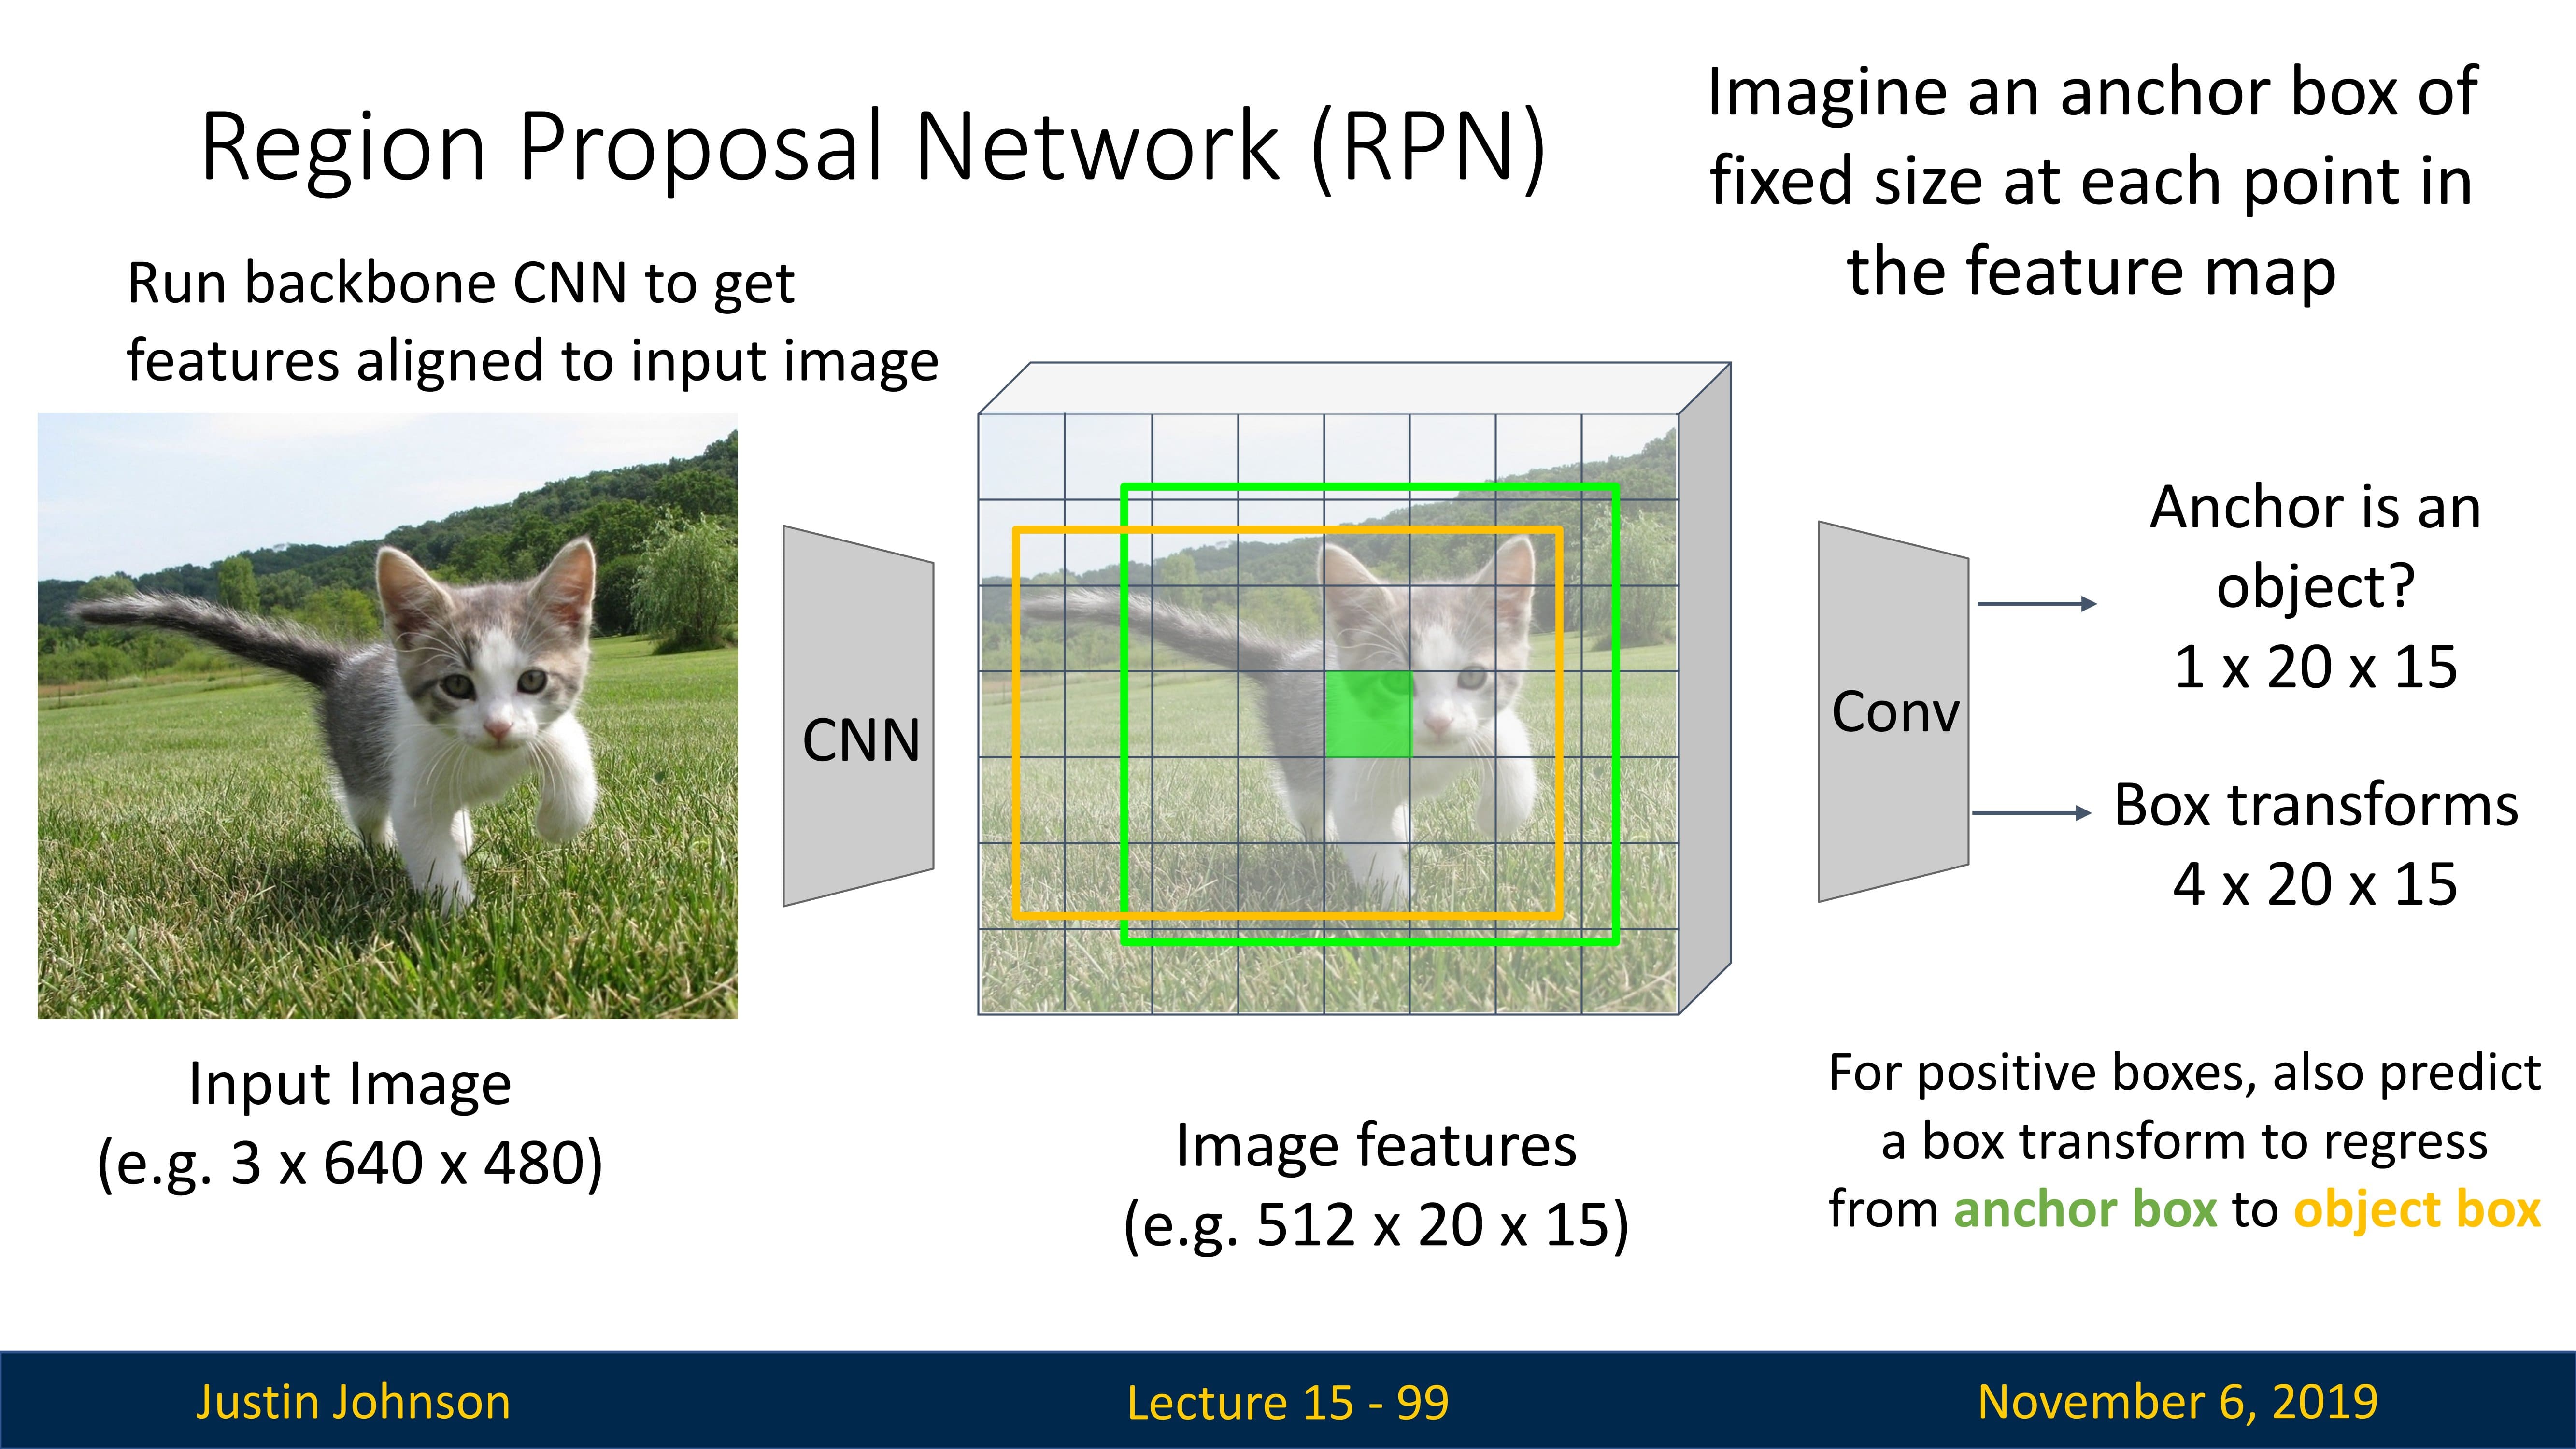 Region Proposal Network (RPN)
Imagine an anchor box of
fixed size at each point in
the feature map
Run backbone CNN to get
features aligned to input image
CNN
Conv
Anchor is an
object?
1 x 20 x 15
Box transforms
4 x 20 x 15
Input Image
(e.g. 3 x 640 x 480)
Image features
(e.g. 512 x 20 x 15)
For positive boxes, also predict
a box transform to regress
from anchor box to object box
Justin Johnson
Lecture 15 - 99
November 6, 2019